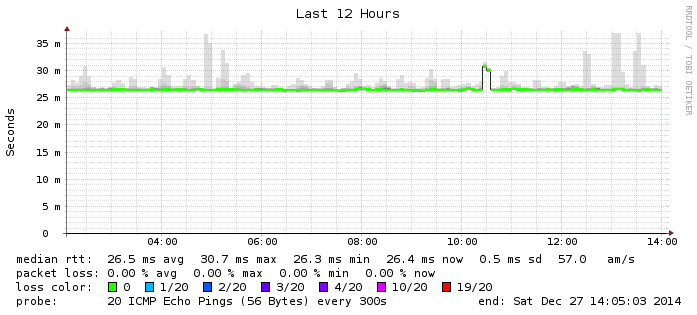 Last 12 Hours
RRDTOOL / TOBI OETIKER
Seconds
35 m
30 m
25 m
20 m
15 m
10 m
5 m
0
04:00 06:00 08:00 10:00 12:00 14:00
median rtt: 26.5 ms avg 30.7 ms max 26.3 ms min 26.4 ms now 0.5 ms sd 57.0 am/s
packet loss: 0.00 % avg 0.00 % max 0.00 % min 0.00 % now
loss color: 0 1/20 2/20 3/20 4/20 10/20 19/20
probe: 20 ICMP Echo Pings (56 Bytes) every 300s end: Sat Dec 27 14:05:03 2014